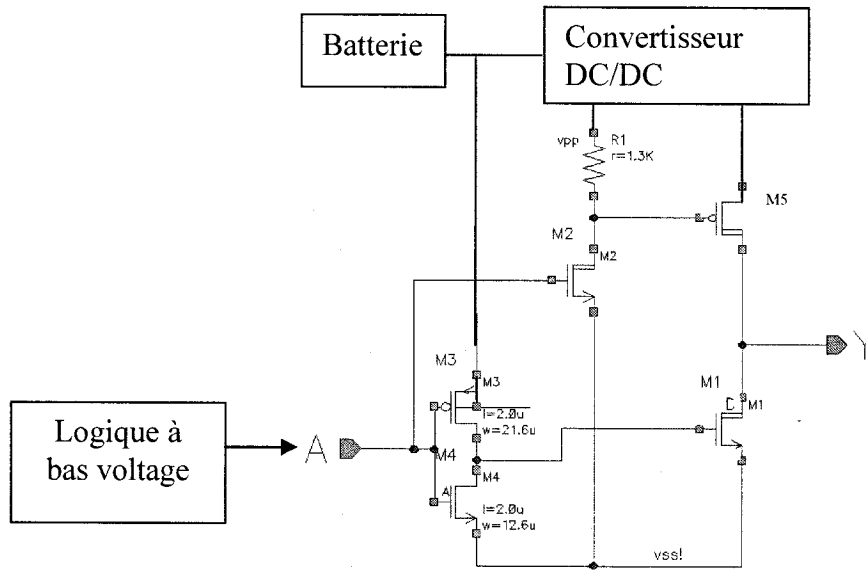 Batterie
Convertisseur
DC/DC
vpp
R1
r=1.3K
M5
M2
M2
M3
M3
l=2.0u
w=21.6u
M1
M1
Logique à
bas voltage
A
M4
A
M4
l=2.0u
w=12.6u
vss!
Y